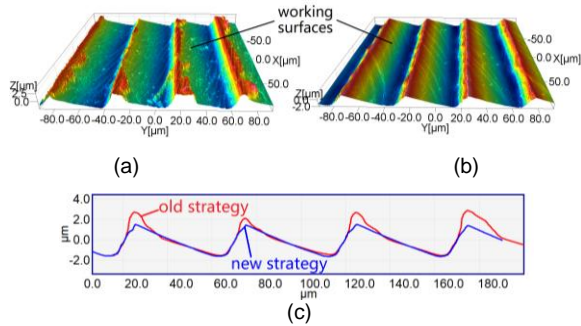 working
surfaces
Z[μm]
2.5
0.0
-50.0
0.0
50.0
X[μm]
-80.0 -60.0 -40.0 -20.0 0.0 20.0 40.0 60.0 80.0
Y[μm]
(a)
Z[μm]
0.0
-2.0
-50.0
0.0
50.0
X[μm]
-80.0 -60.0 -40.0 -20.0 0.0 20.0 40.0 60.0 80.0
Y[μm]
(b)
4.0
2.0
0.0
-2.0
μm
old strategy
new strategy
0.0 20.0 40.0 60.0 80.0 100.0 120.0 140.0 160.0 180.0
μm
(c)